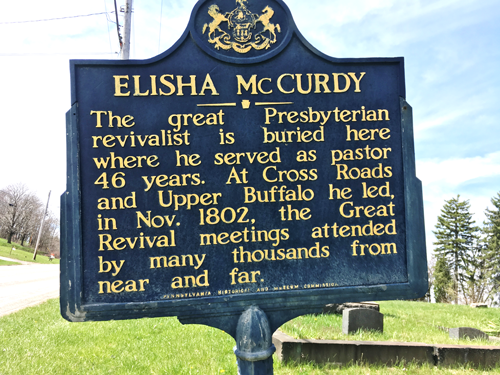 ELISHA MCCURDY
The great Presbyterian
revivalist is buried here
where he served as pastor
46 years. At Cross Roads
and Upper Buffalo he led,
in Nov. 1802, the Great
Revival meetings attended
by many thousands from
near and far.
PENNSYLVANIA HISTORICAL AND MUSEUM COMMISSION